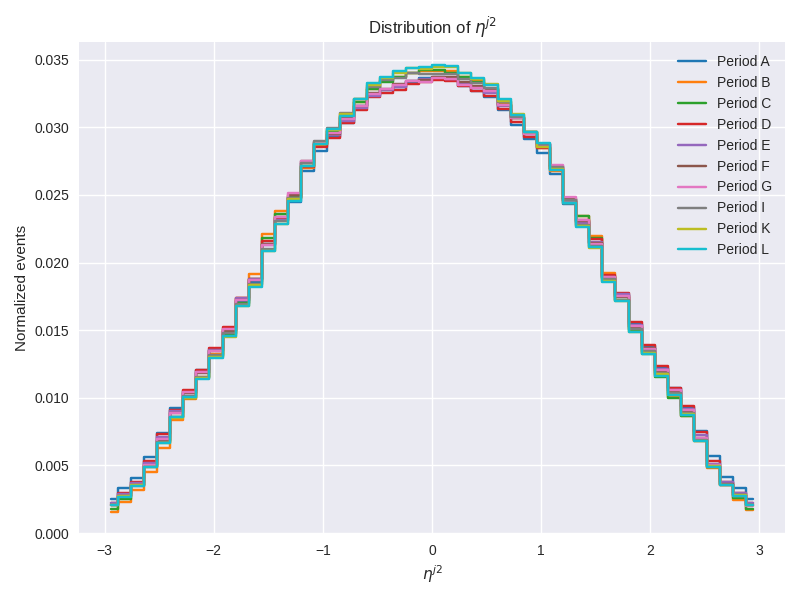 Distribution of η^{j2}
Normalized events
0.035
0.030
0.025
0.020
0.015
0.010
0.005
0.000
−3
−2
−1
0
1
2
3
η^{j2}
Period A
Period B
Period C
Period D
Period E
Period F
Period G
Period I
Period K
Period L